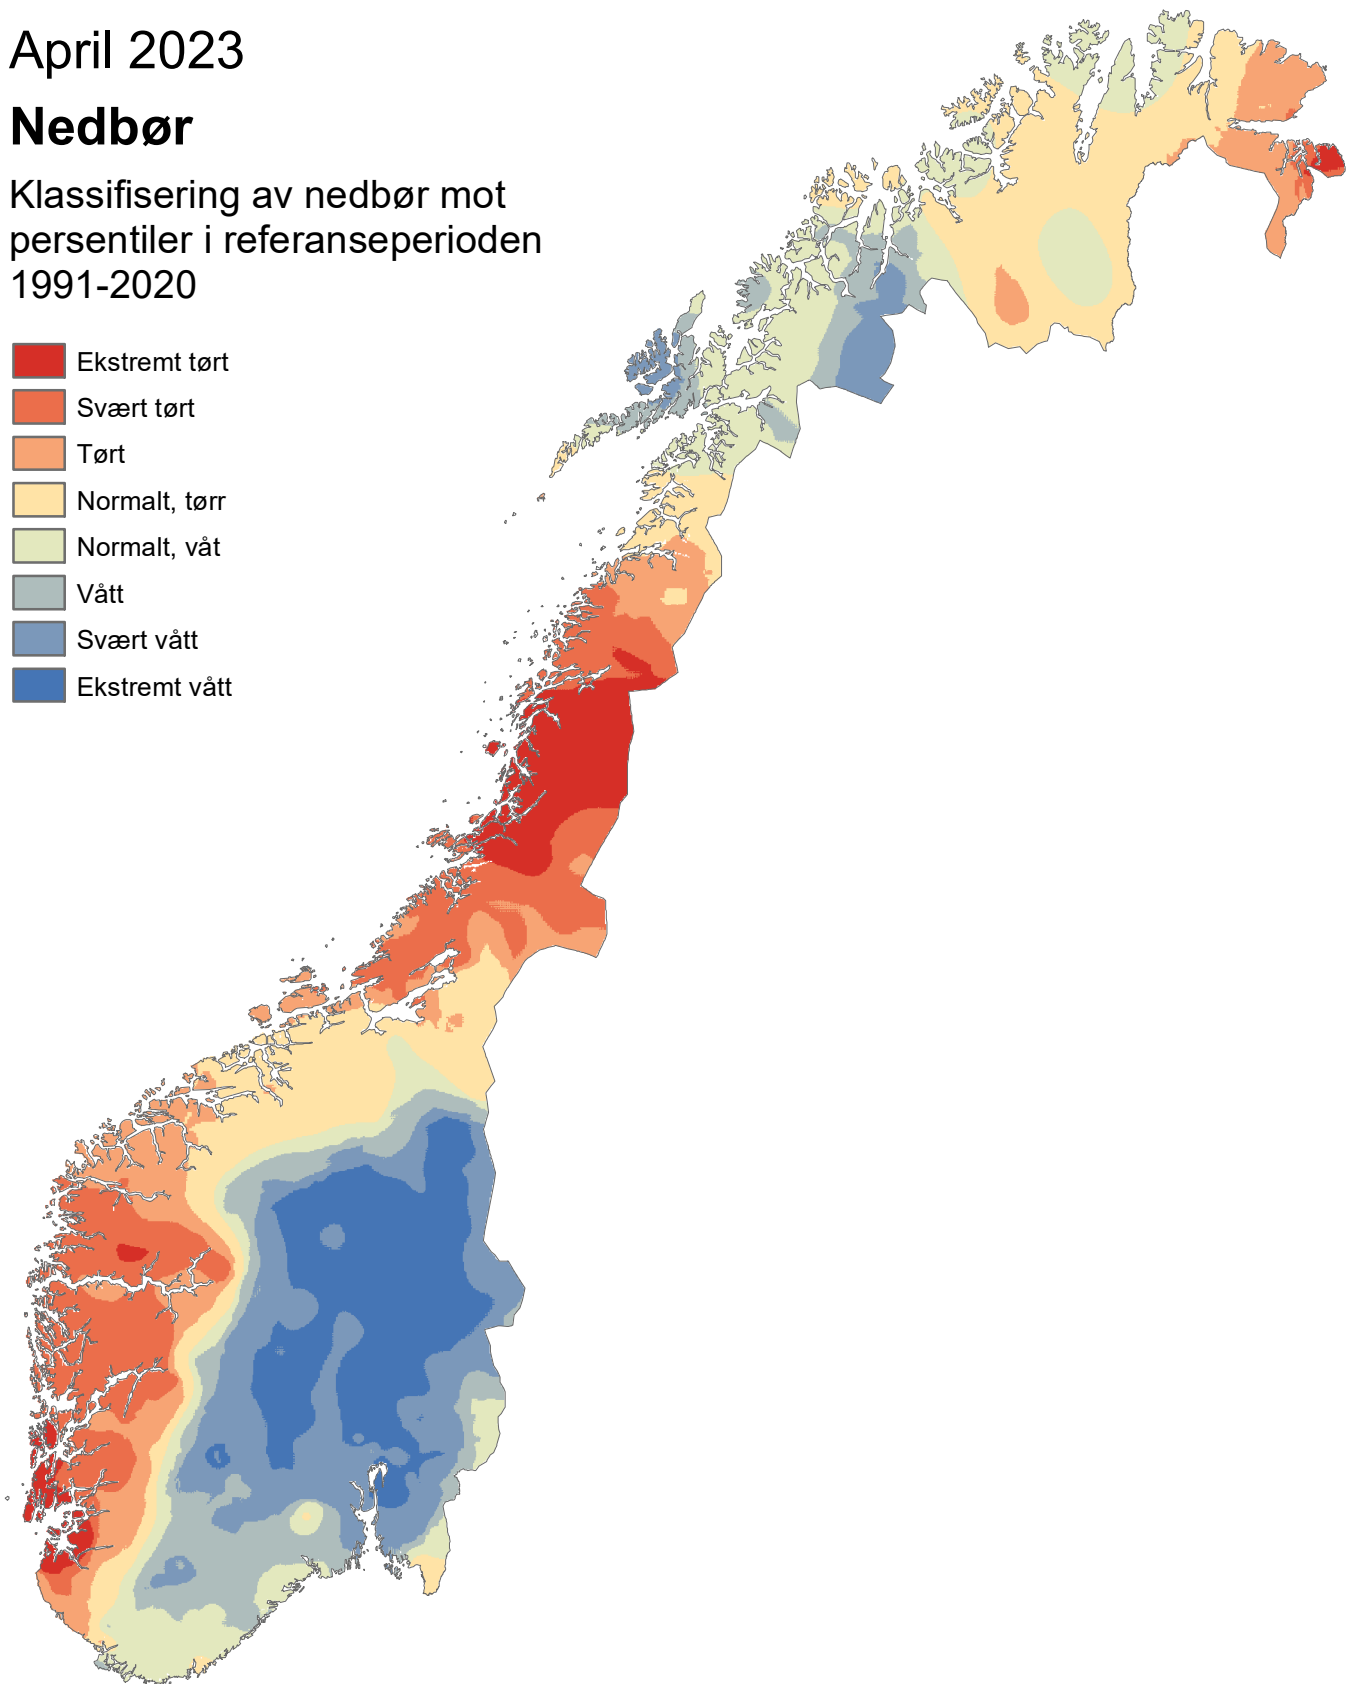 April 2023
Nedbør
Klassifisering av nedbør mot
persentiler i referanseperioden
1991-2020
Ekstremt tørt
Svært tørt
Tørt
Normalt, tørr
Normalt, våt
Vått
Svært vått
Ekstremt vått